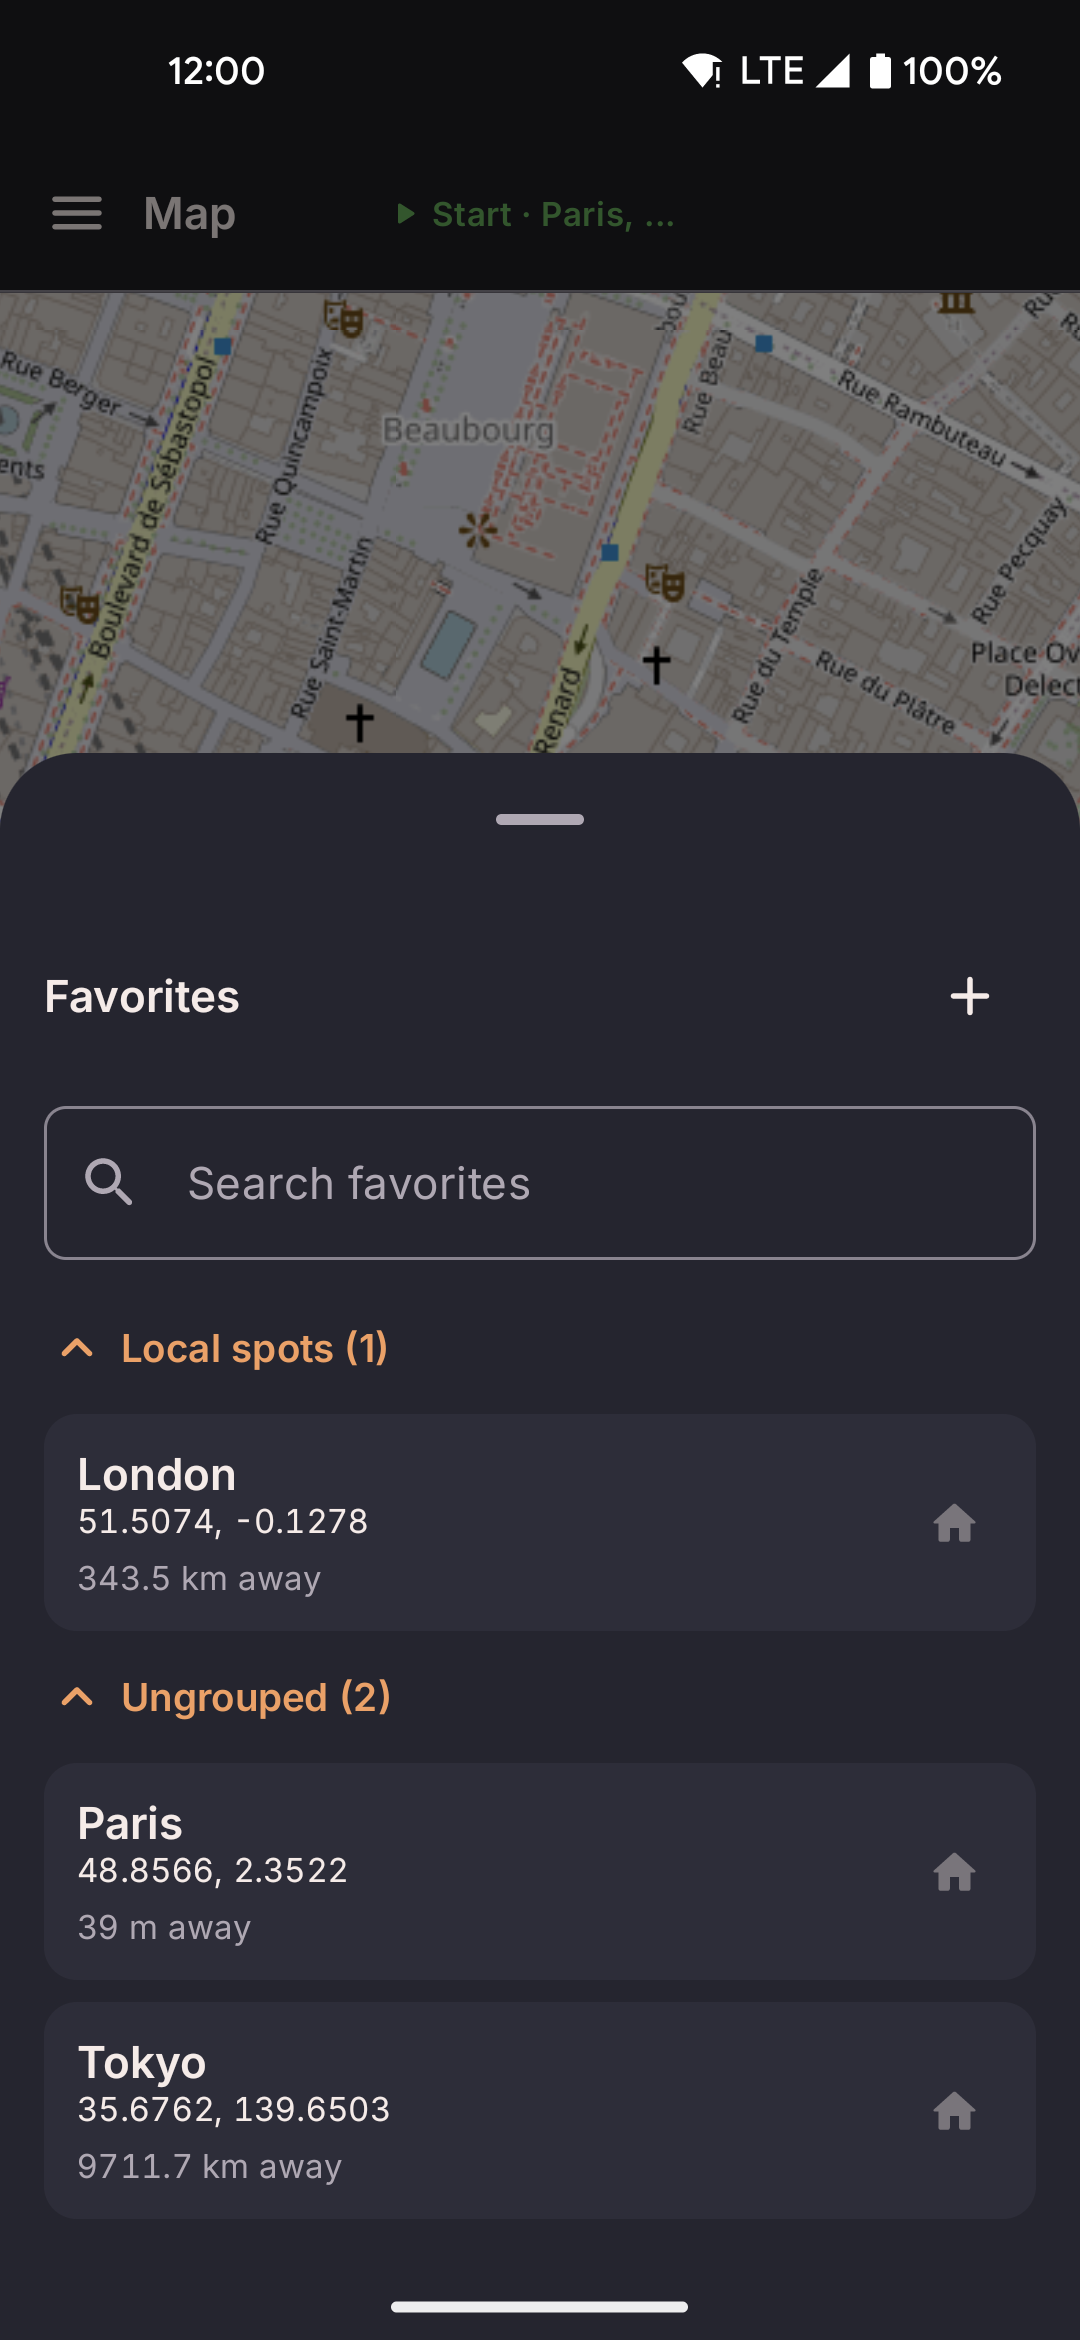 12:00 LTE 100%
Map
Start · Paris, ...
Rue Berger
Boulevard de Sébastopol
Rue Quincampoix
Beaubourg
Rue Beau
Rue Rambuteau
ents
Rue Saint-Martin
Rue Pecquay
Rue du Temple
Place Ov
Delect
Rue du Plâtre
Renard
Favorites
Search favorites
Local spots (1)
London
51.5074, -0.1278
343.5 km away
Ungrouped (2)
Paris
48.8566, 2.3522
39 m away
Tokyo
35.6762, 139.6503
9711.7 km away